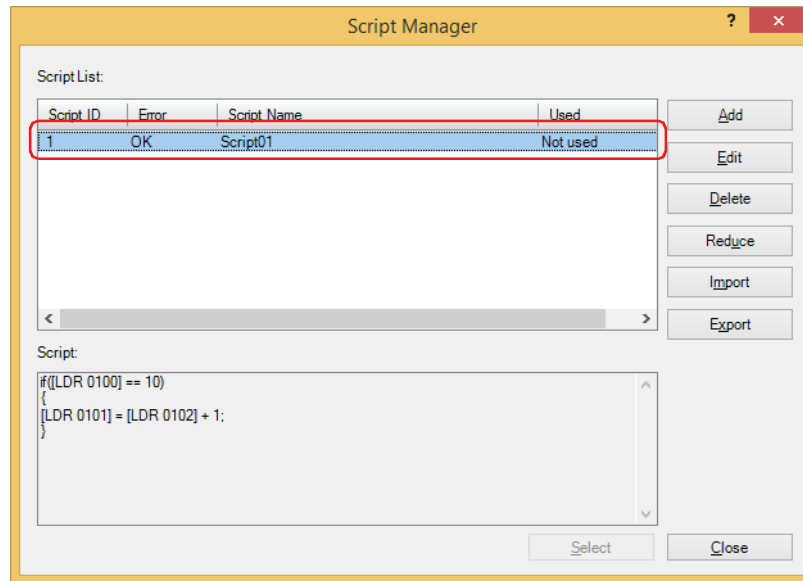 Script Manager
?
×
Script List:
Script ID Error Script Name Used
1 OK Script01 Not used
Add
Edit
Delete
Reduce
Import
Export
Script:
if([LDR 0100] == 10)
{
[LDR 0101] = [LDR 0102] + 1;
}
Select
Close